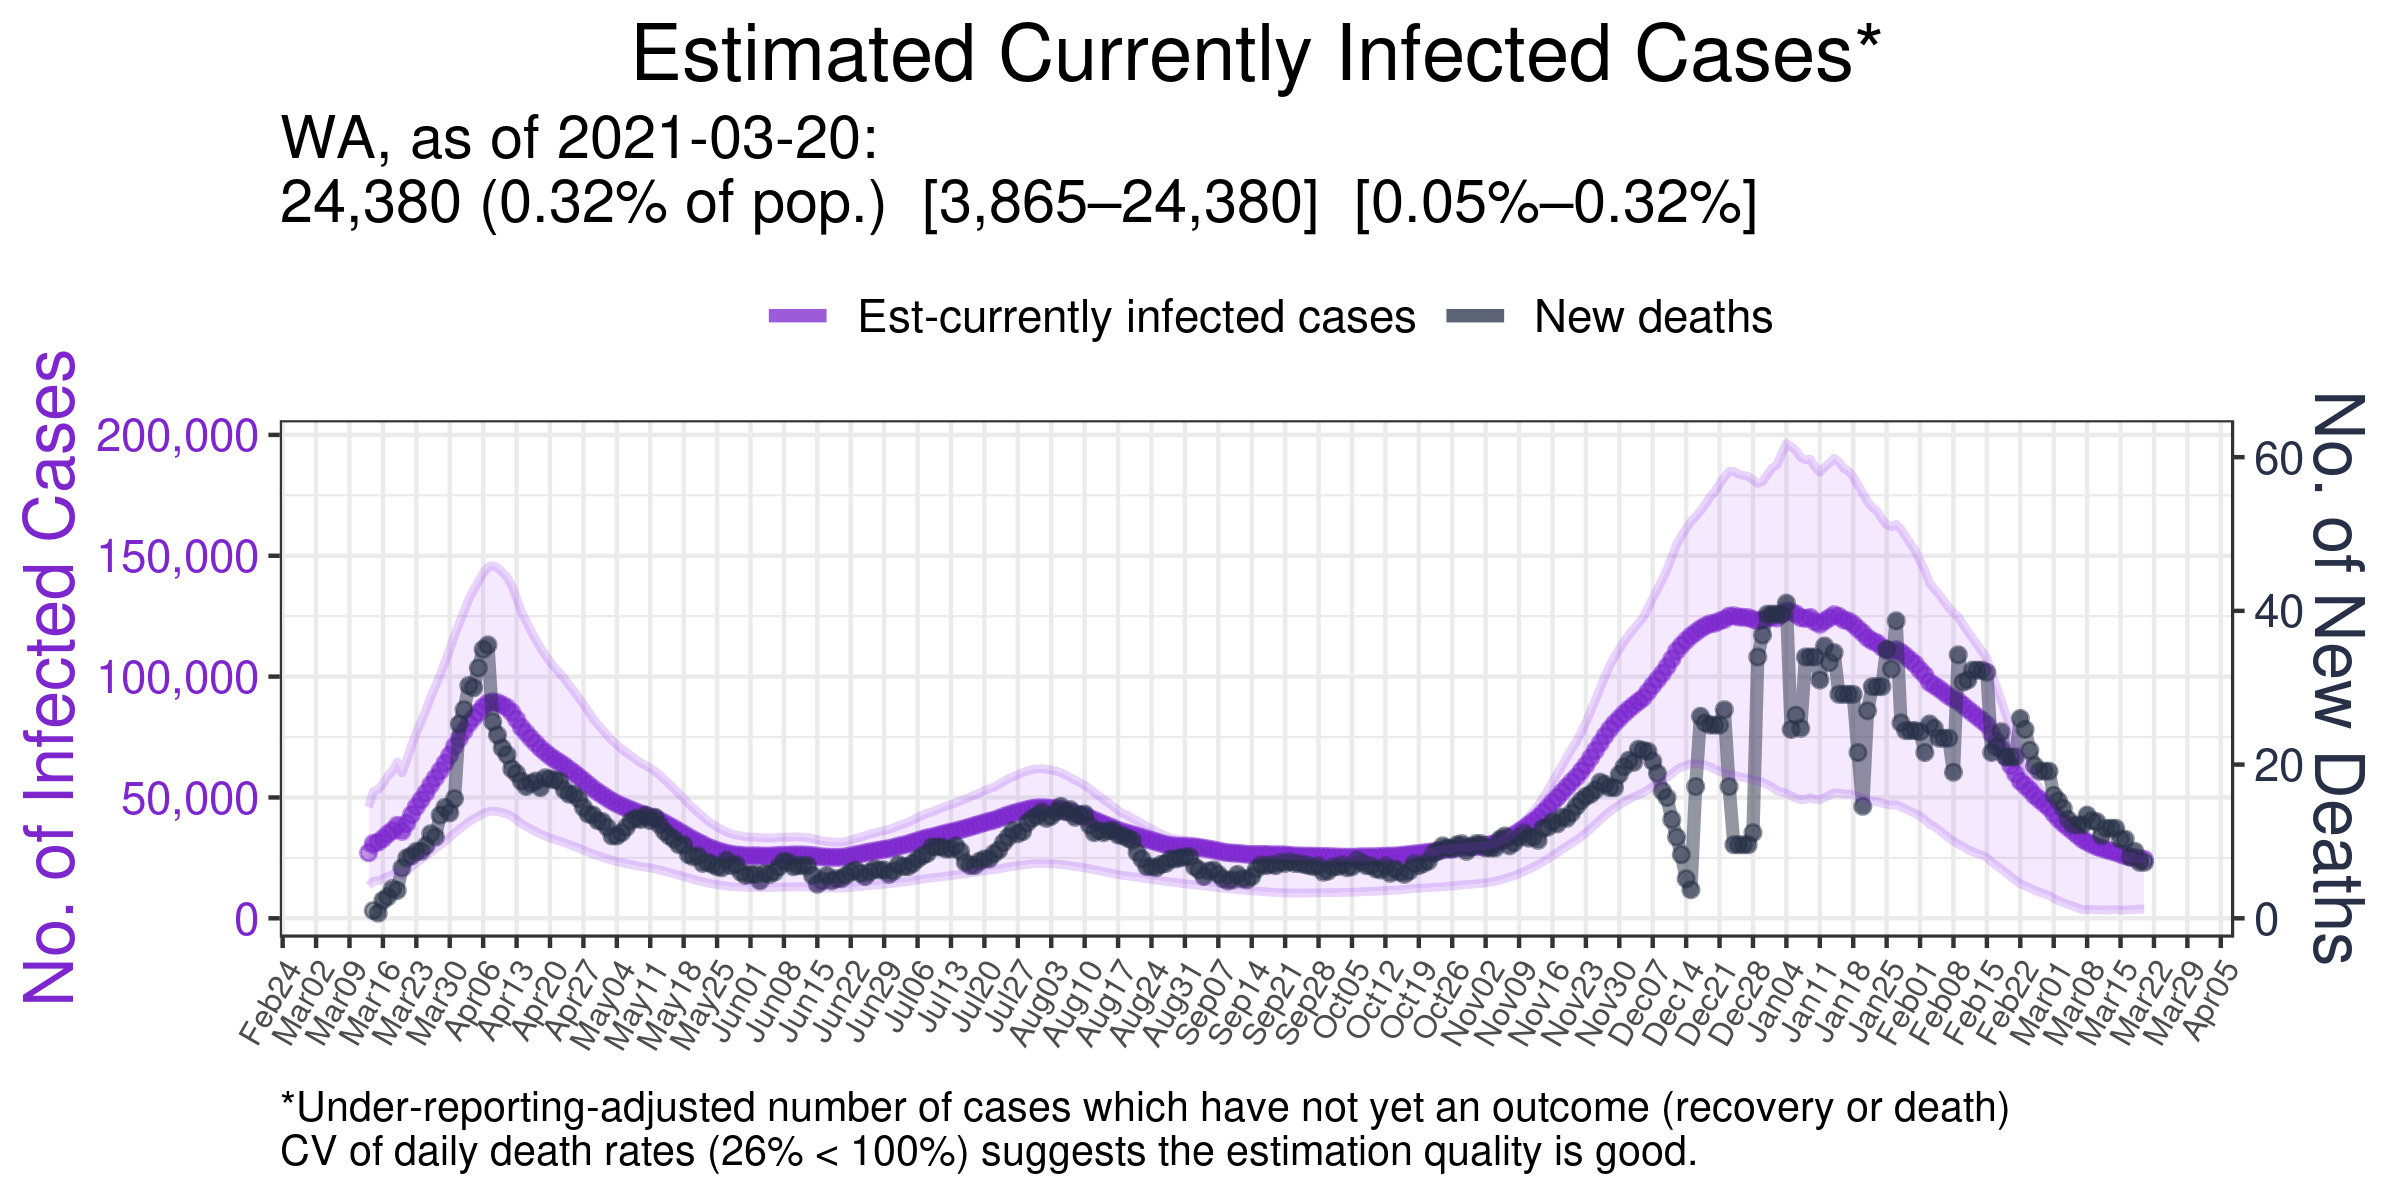 Estimated Currently Infected Cases*
WA, as of 2021-03-20:
24,380 (0.32% of pop.) [3,865–24,380] [0.05%–0.32%]
Est-currently infected cases New deaths
No. of Infected Cases
200,000
150,000
100,000
50,000
0
60
40
20
0
No. of New Deaths
Feb24 Mar02 Mar09 Mar16 Mar23 Mar30 Apr06 Apr13 Apr20 Apr27 May04 May11 May18 May25 Jun01 Jun08 Jun15 Jun22 Jun29 Jul06 Jul13 Jul20 Jul27 Aug03 Aug10 Aug17 Aug24 Aug31 Sep07 Sep14 Sep21 Sep28 Oct05 Oct12 Oct19 Oct26 Nov02 Nov09 Nov16 Nov23 Nov30 Dec07 Dec14 Dec21 Dec28 Jan04 Jan11 Jan18 Jan25 Feb01 Feb08 Feb15 Feb22 Mar01 Mar08 Mar15 Mar22 Mar29 Apr05
*Under-reporting-adjusted number of cases which have not yet an outcome (recovery or death)
CV of daily death rates (26% < 100%) suggests the estimation quality is good.